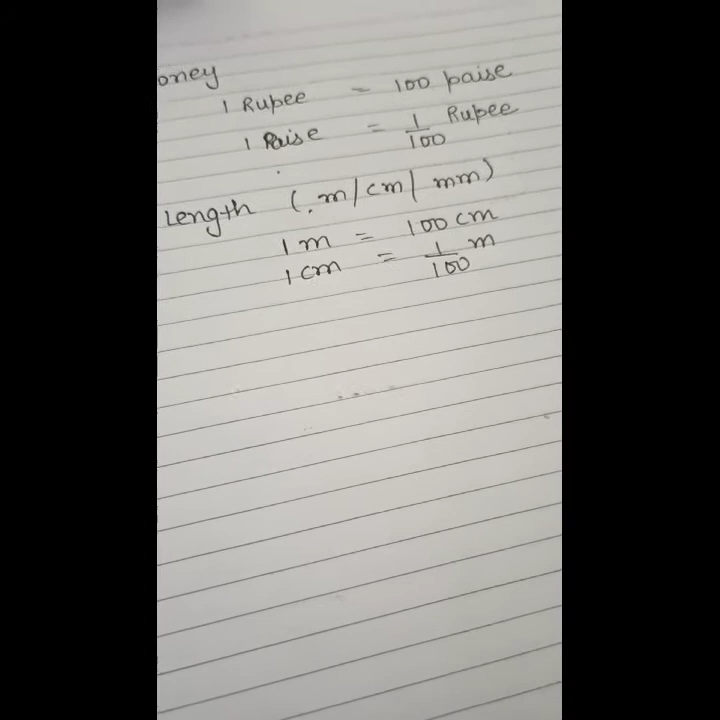 oney
1 Rupee = 100 paise
1 Paise = 1/100 Rupee
Length (.m/cm/ mm)
1 m = 100 cm
1 cm = 1/100 m